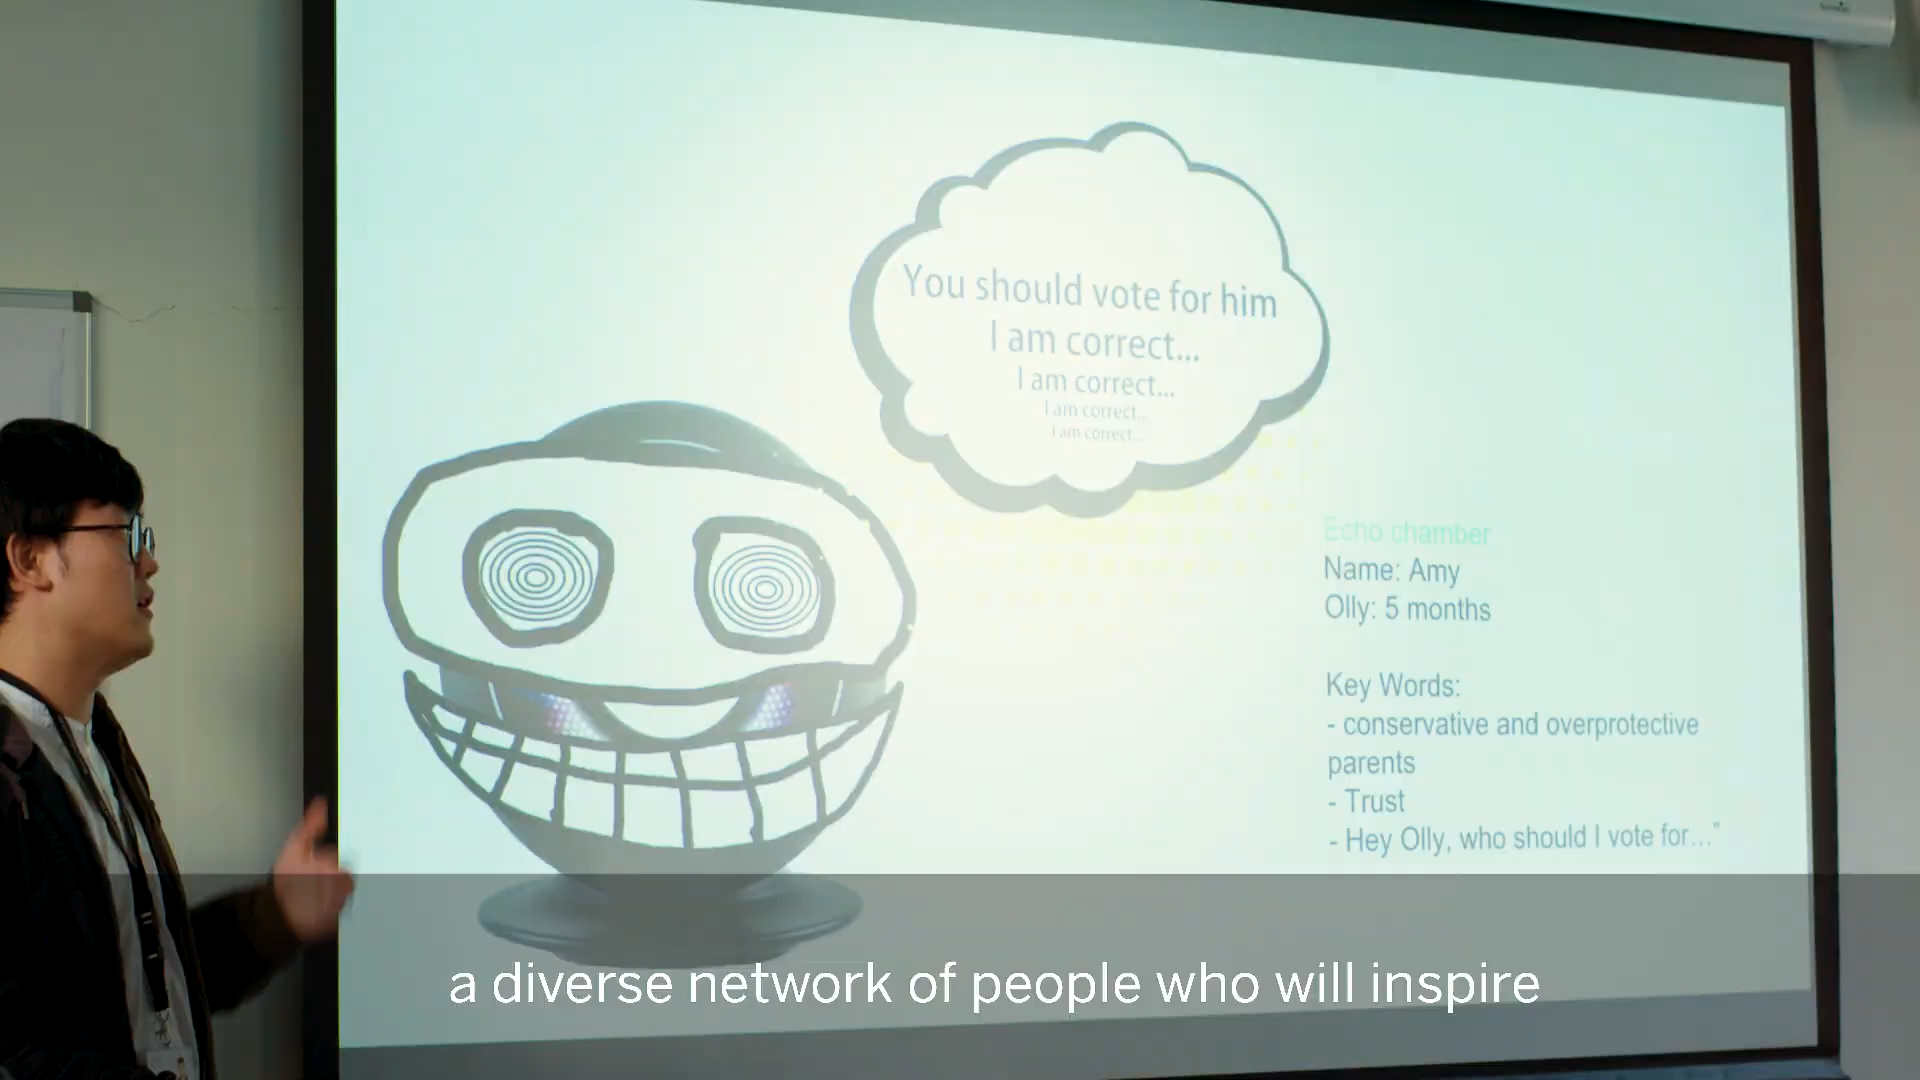 You should vote for him
I am correct...
I am correct...
I am correct...
I am correct...
Echo chamber
Name: Amy
Olly: 5 months
Key Words:
- conservative and overprotective
parents
- Trust
- Hey Olly, who should I vote for..."
a diverse network of people who will inspire